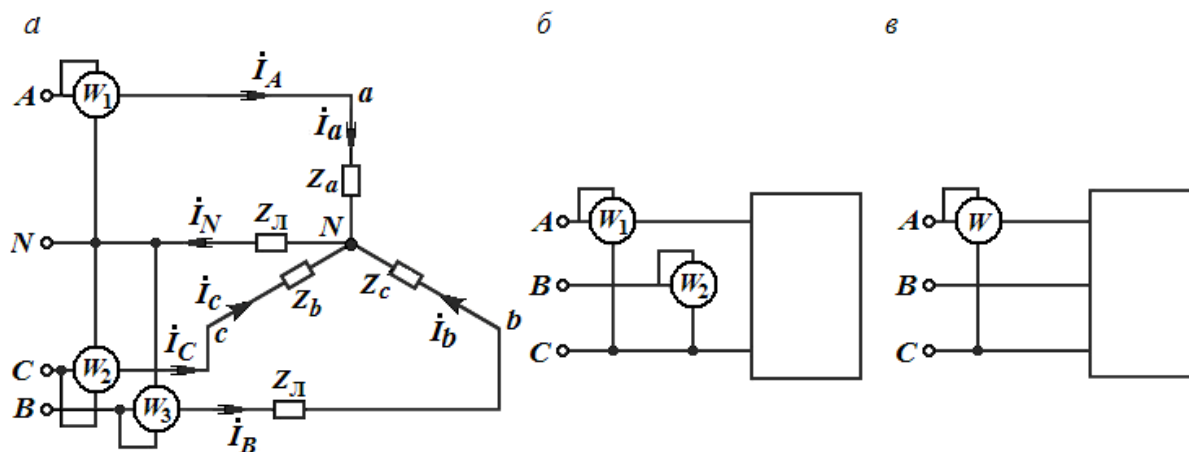 а б в
A W1 İA a
İa
Za
N İN ZЛ N
İC c Zb Zc İb b
C W2 İC
B W3 İB ZЛ
A W1
B W2
C
A W
B
C